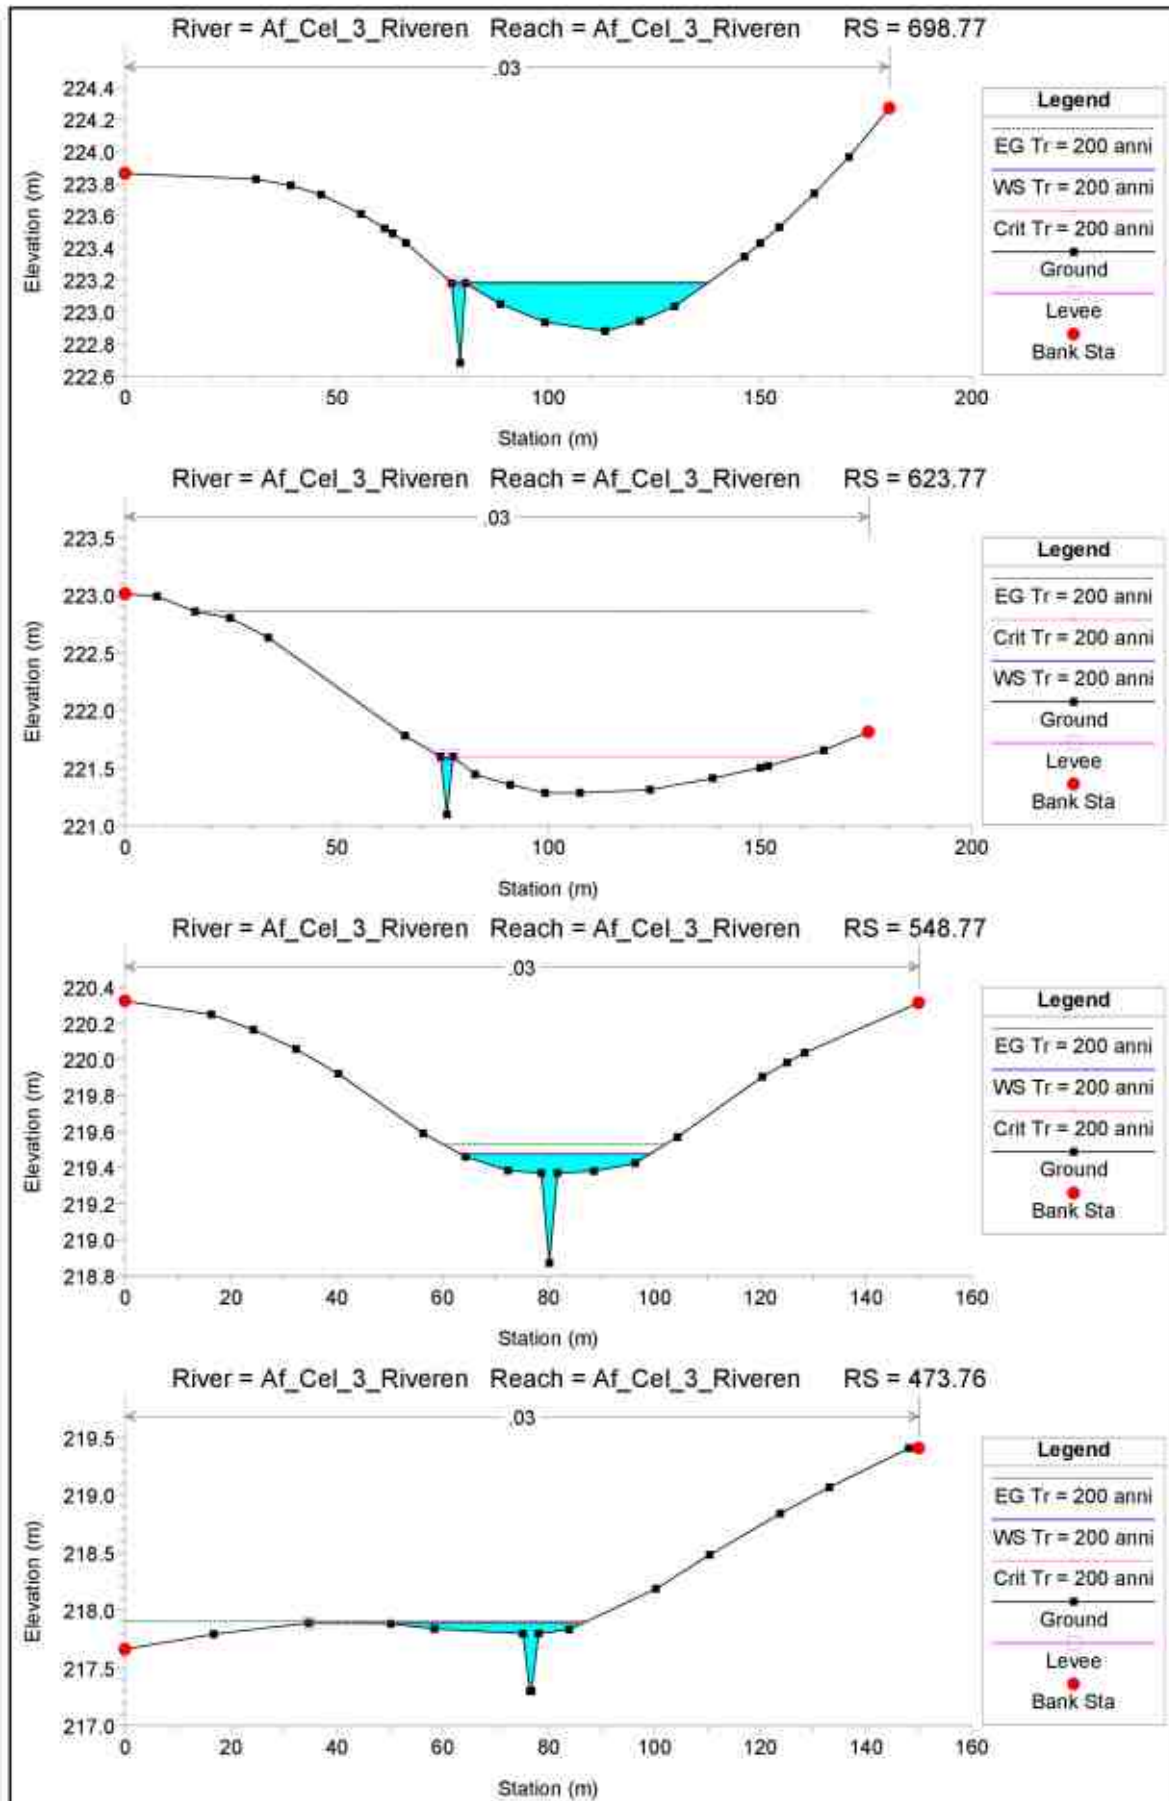 River = Af_Cel_3_Riveren Reach = Af_Cel_3_Riveren RS = 698.77
.03
224.4
224.2
224.0
223.8
223.6
223.4
223.2
223.0
222.8
222.6
Elevation (m)
0 50 100 150 200
Station (m)
Legend
EG Tr = 200 anni
WS Tr = 200 anni
Crit Tr = 200 anni
Ground
Levee
Bank Sta
River = Af_Cel_3_Riveren Reach = Af_Cel_3_Riveren RS = 623.77
.03
223.5
223.0
222.5
222.0
221.5
221.0
Elevation (m)
0 50 100 150 200
Station (m)
Legend
EG Tr = 200 anni
Crit Tr = 200 anni
WS Tr = 200 anni
Ground
Levee
Bank Sta
River = Af_Cel_3_Riveren Reach = Af_Cel_3_Riveren RS = 548.77
.03
220.4
220.2
220.0
219.8
219.6
219.4
219.2
219.0
218.8
Elevation (m)
0 20 40 60 80 100 120 140 160
Station (m)
Legend
EG Tr = 200 anni
WS Tr = 200 anni
Crit Tr = 200 anni
Ground
Bank Sta
River = Af_Cel_3_Riveren Reach = Af_Cel_3_Riveren RS = 473.76
.03
219.5
219.0
218.5
218.0
217.5
217.0
Elevation (m)
0 20 40 60 80 100 120 140 160
Station (m)
Legend
EG Tr = 200 anni
WS Tr = 200 anni
Crit Tr = 200 anni
Ground
Levee
Bank Sta